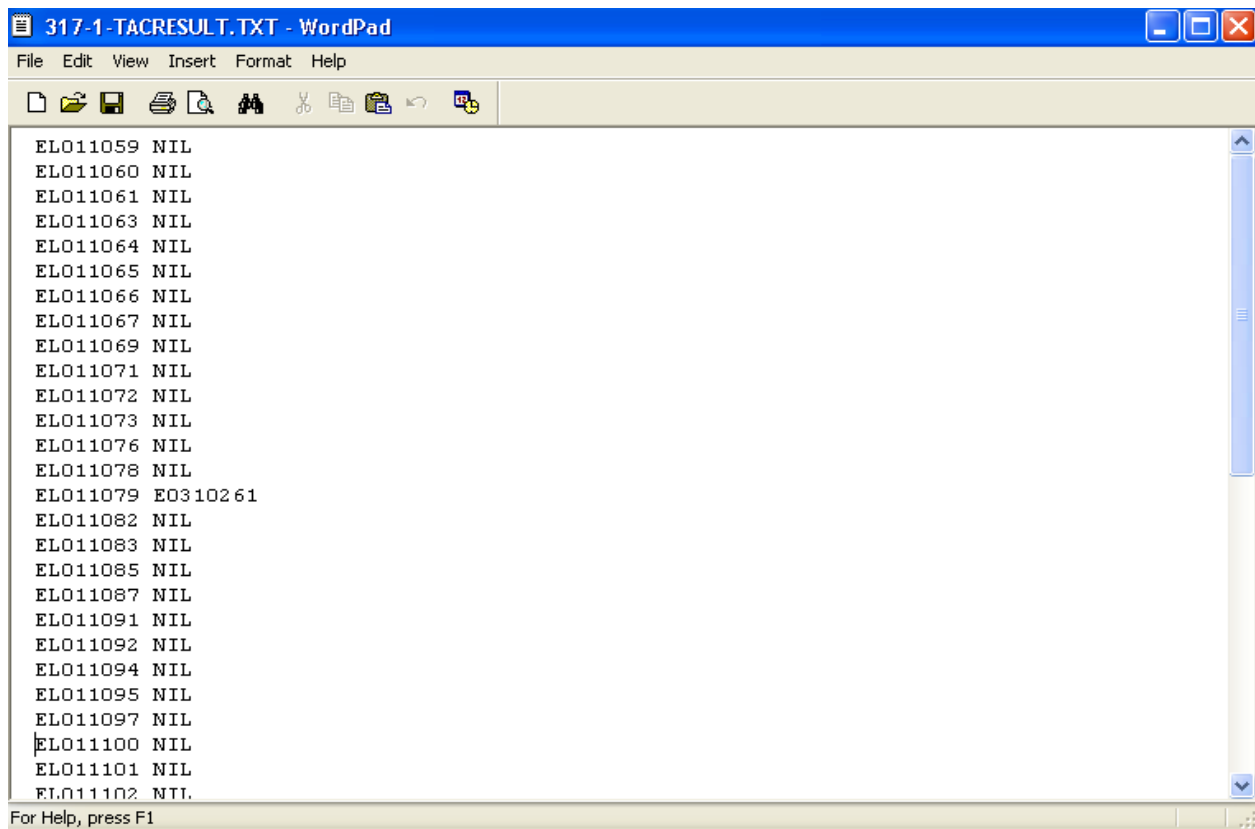 317-1-TACRESULT.TXT - WordPad
File Edit View Insert Format Help
EL011059 NIL
EL011060 NIL
EL011061 NIL
EL011063 NIL
EL011064 NIL
EL011065 NIL
EL011066 NIL
EL011067 NIL
EL011069 NIL
EL011071 NIL
EL011072 NIL
EL011073 NIL
EL011076 NIL
EL011078 NIL
EL011079 E0310261
EL011082 NIL
EL011083 NIL
EL011085 NIL
EL011087 NIL
EL011091 NIL
EL011092 NIL
EL011094 NIL
EL011095 NIL
EL011097 NIL
EL011100 NIL
EL011101 NIL
EL011102 NIL
For Help, press F1